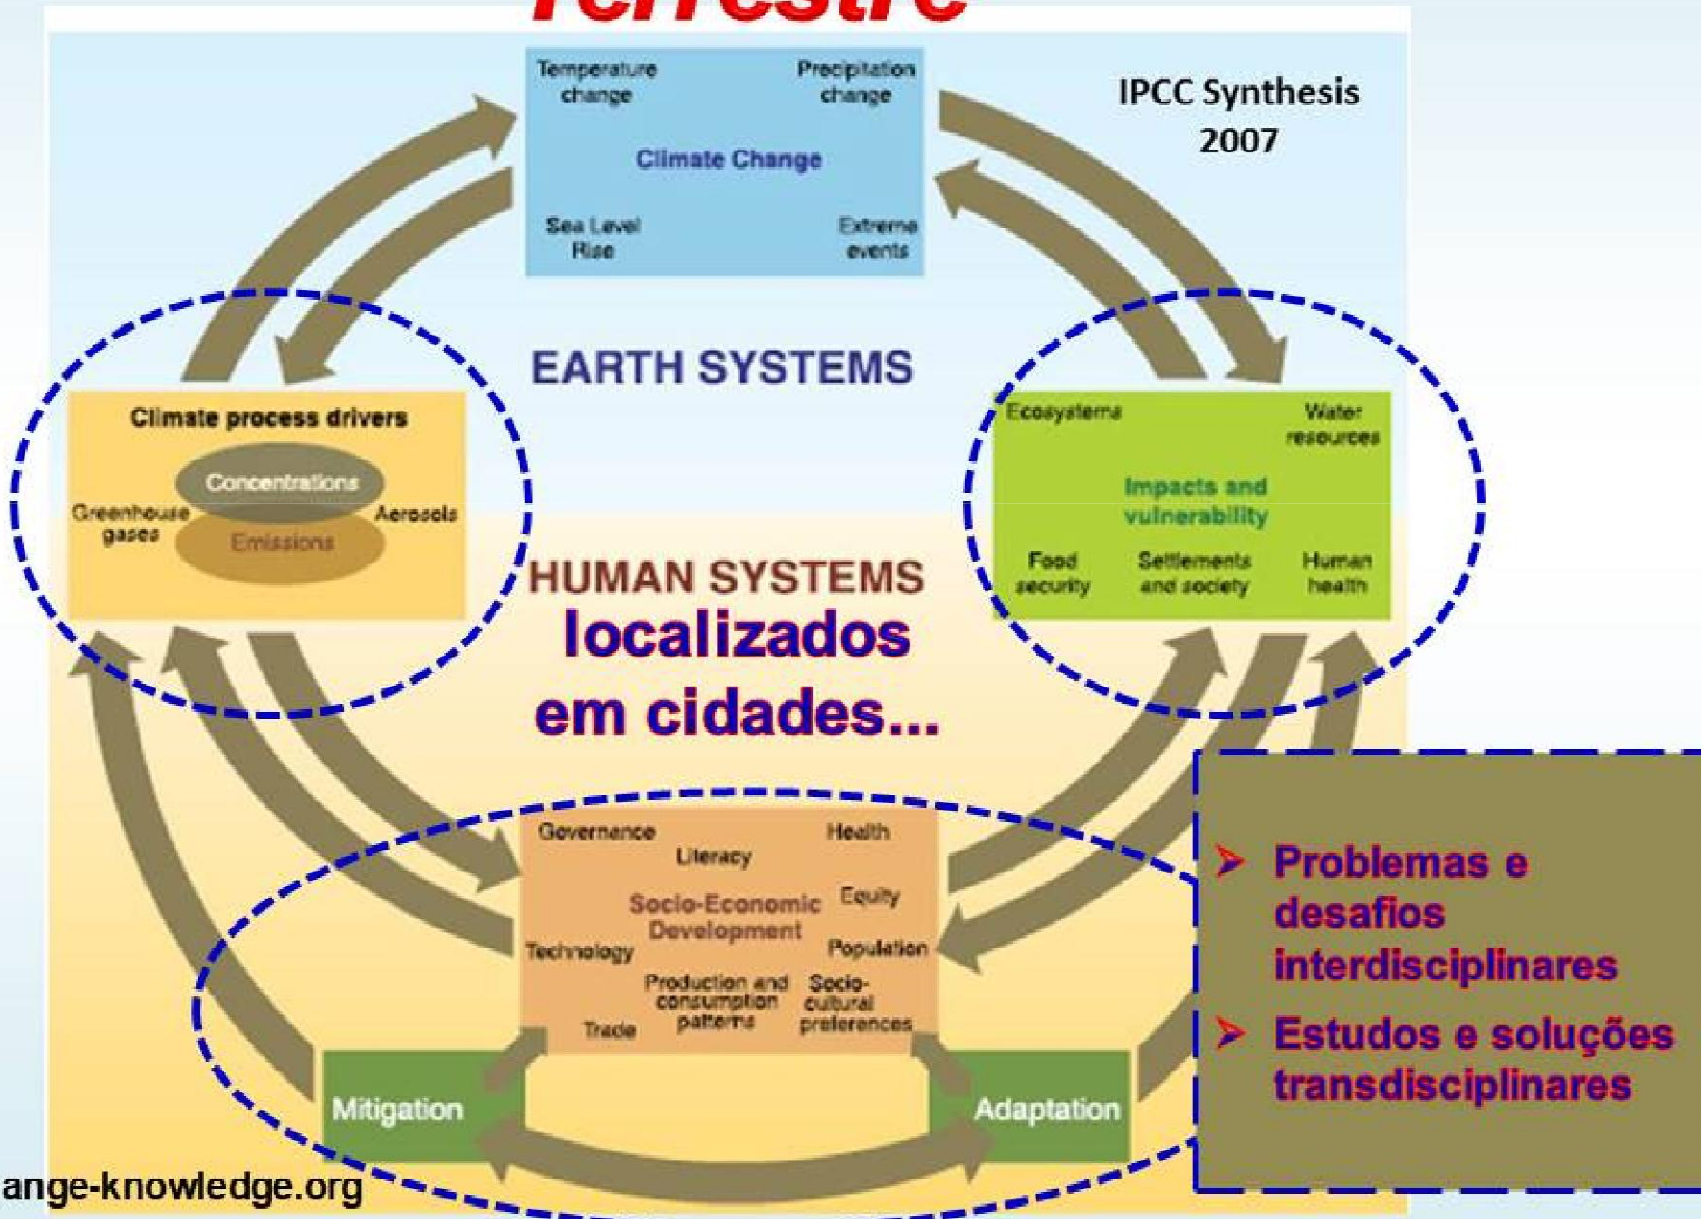 Terrestre
Temperature
change
Precipitation
change
IPCC Synthesis
2007
Climate Change
Sea Level
Rise
Extreme
events
EARTH SYSTEMS
Climate process drivers
Concentrations
Greenhouse
gases
Aerosols
Emissions
Ecosystems
Water
resources
Impacts and
vulnerability
Food
security
Settlements
and society
Human
health
HUMAN SYSTEMS
localizados
em cidades...
Governance
Health
Literacy
Equity
Socio-Economic
Development
Technology
Population
Production and
consumption
patterns
Socio-
cultural
preferences
Trade
Mitigation
Adaptation
➢ Problemas e
desafios
interdisciplinares
➢ Estudos e soluções
transdisciplinares
ange-knowledge.org